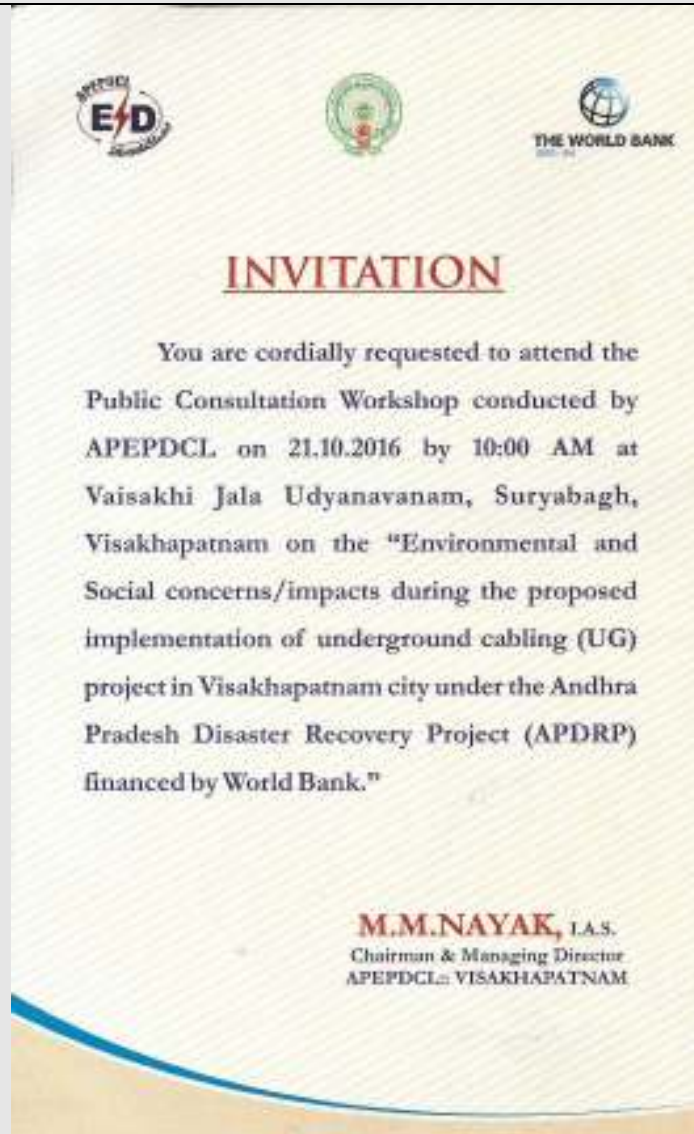 APEPDCL
E D
THE WORLD BANK
INVITATION
You are cordially requested to attend the
Public Consultation Workshop conducted by
APEPDCL on 21.10.2016 by 10:00 AM at
Vaisakhi Jala Udyanavanam, Suryabagh,
Visakhapatnam on the “Environmental and
Social concerns/impacts during the proposed
implementation of underground cabling (UG)
project in Visakhapatnam city under the Andhra
Pradesh Disaster Recovery Project (APDRP)
financed by World Bank.”
M.M.NAYAK, I.A.S.
Chairman & Managing Director
APEPDCL:: VISAKHAPATNAM